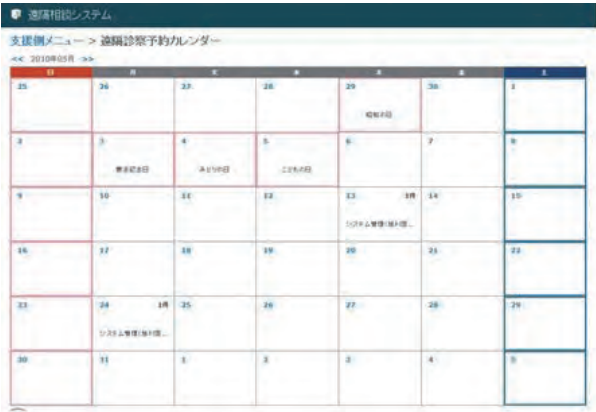 遠隔相談システム
支援側メニュー > 遠隔診察予約カレンダー
<< 2010年05月 >>
日 月 火 水 木 金 土
25 26 27 28 29 30 1
昭和の日
2 3 4 5 6 7 8
憲法記念日 みどりの日 こどもの日
9 10 11 12 13 1件 14 15
システム管理(旭川医...
16 17 18 19 20 21 22
23 24 1件 25 26 27 28 29
システム管理(旭川医...
30 31 1 2 3 4 5